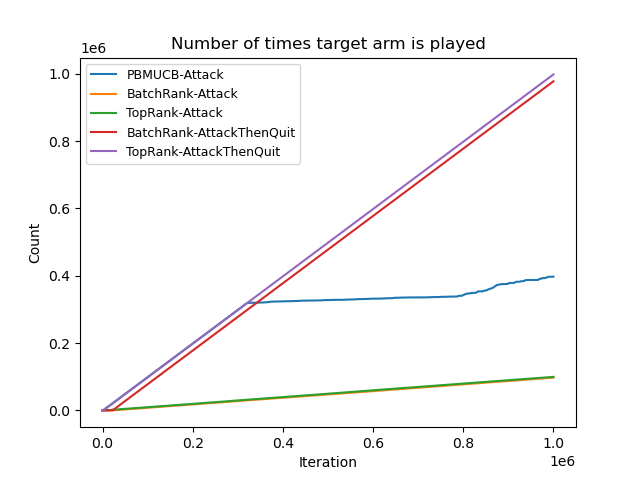 Number of times target arm is played
1e6
1.0
0.8
0.6
0.4
0.2
0.0
Count
PBMUCB-Attack
BatchRank-Attack
TopRank-Attack
BatchRank-AttackThenQuit
TopRank-AttackThenQuit
0.0 0.2 0.4 0.6 0.8 1.0
Iteration
1e6